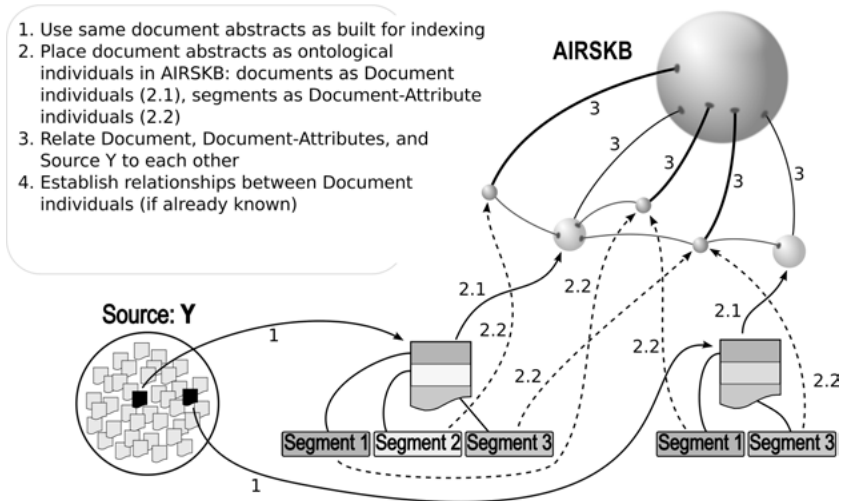 1. Use same document abstracts as built for indexing
2. Place document abstracts as ontological
individuals in AIRSKB: documents as Document
individuals (2.1), segments as Document-Attribute
individuals (2.2)
3. Relate Document, Document-Attributes, and
Source Y to each other
4. Establish relationships between Document
individuals (if already known)
AIRSKB
3
3
3
3
3
2.1
2.2
2.2
2.1
Source: Y
1
2.2
2.2
2.2
Segment 1
Segment 2
Segment 3
Segment 1
Segment 3
1